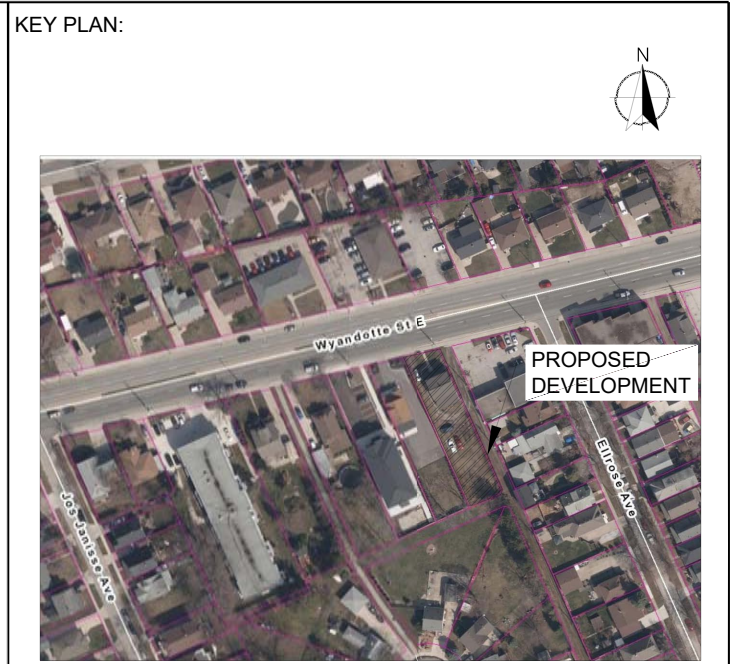 KEY PLAN:
N
Wyandotte St E
PROPOSED
DEVELOPMENT
Ellrose Ave
Jos Janisse Ave